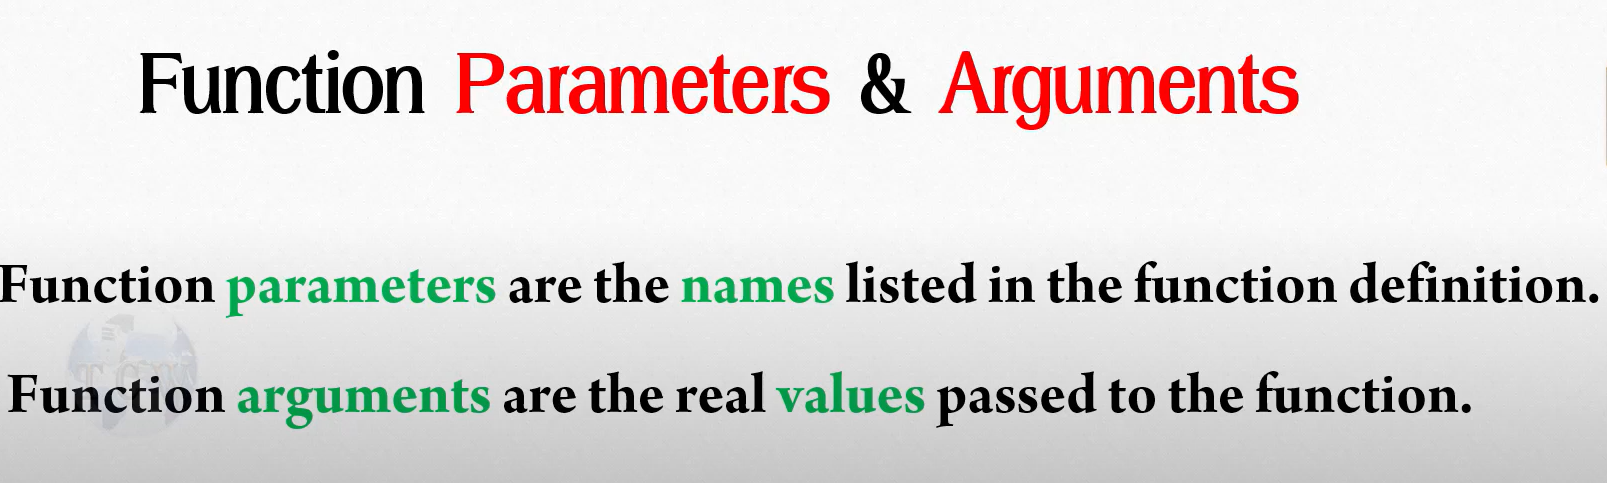 Function Parameters & Arguments
Function parameters are the names listed in the function definition.
Function arguments are the real values passed to the function.